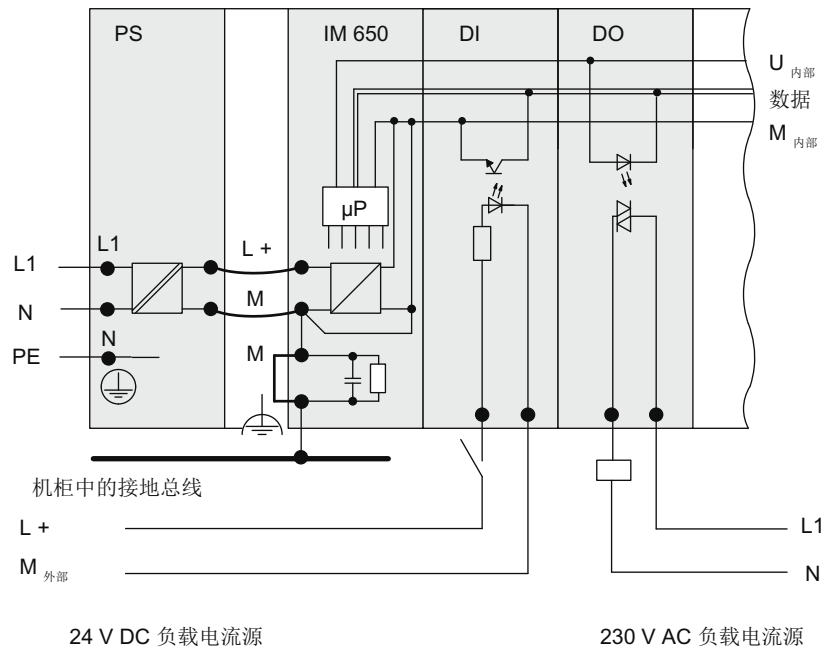 PS
IM 650
DI
DO
U 内部
数据
M 内部
µP
L1
L +
L1
M
N
N
M
PE
机柜中的接地总线
L +
L1
M 外部
N
24 V DC 负载电流源
230 V AC 负载电流源